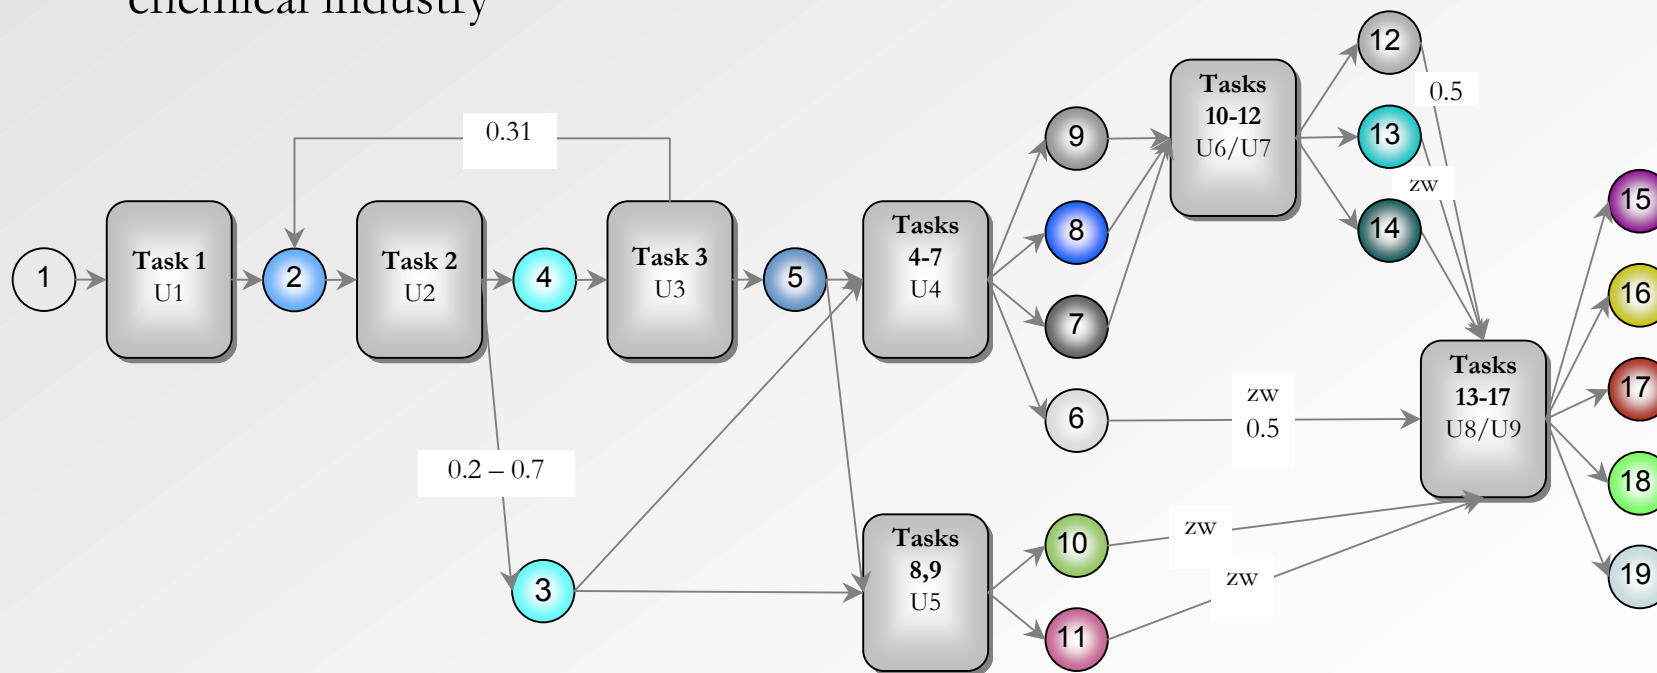 chemical industry
12
0.5
Tasks
10-12
U6/U7
9
13
0.31
zw
14
15
8
Task 1
U1
2
Task 2
U2
4
Task 3
U3
5
Tasks
4-7
U4
1
16
7
Tasks
13-17
U8/U9
17
6
zw
0.5
0.2 – 0.7
18
Tasks
8,9
U5
10
zw
zw
3
19
11